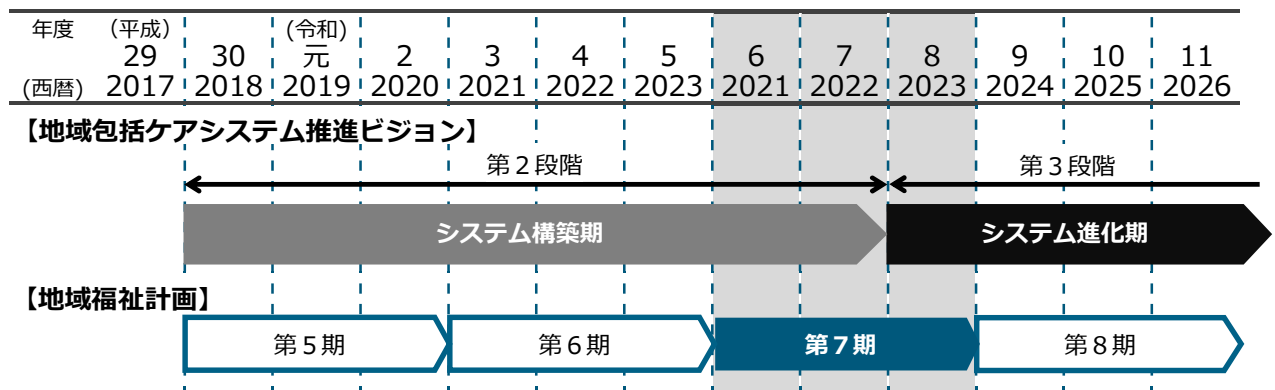 年度 (平成) (令和)
29 30 元 2 3 4 5 6 7 8 9 10 11
(西暦) 2017 2018 2019 2020 2021 2022 2023 2021 2022 2023 2024 2025 2026
【地域包括ケアシステム推進ビジョン】
第２段階 第３段階
システム構築期 システム進化期
【地域福祉計画】
第５期 第６期 第７期 第８期